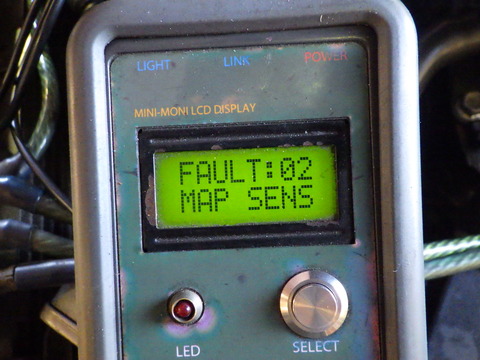 LIGHT LINK POWER
MINI-MONI LCD DISPLAY
FAULT:02
MAP SENS
LED SELECT